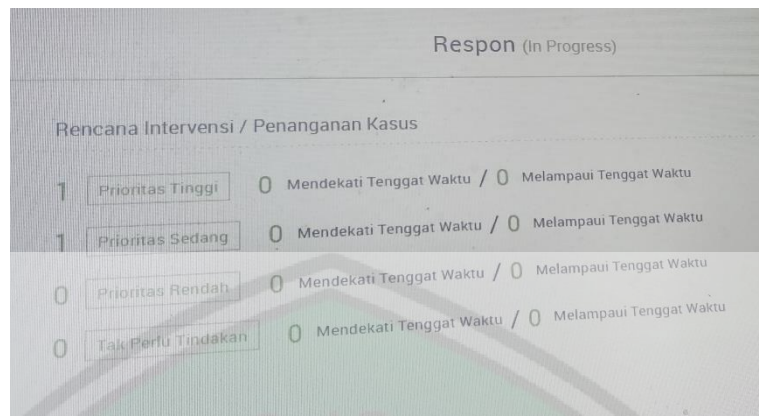 Respon (In Progress)
Rencana Intervensi / Penanganan Kasus
1 Prioritas Tinggi 0 Mendekati Tenggat Waktu / 0 Melampaui Tenggat Waktu
1 Prioritas Sedang 0 Mendekati Tenggat Waktu / 0 Melampaui Tenggat Waktu
0 Prioritas Rendah 0 Mendekati Tenggat Waktu / 0 Melampaui Tenggat Waktu
0 Tak Perlu Tindakan 0 Mendekati Tenggat Waktu / 0 Melampaui Tenggat Waktu